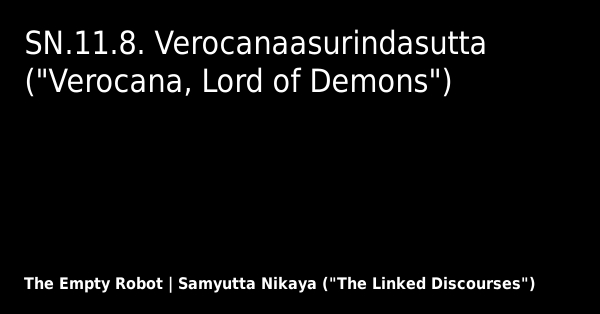 SN.11.8. Verocanaasurindasutta
("Verocana, Lord of Demons")
The Empty Robot | Samyutta Nikaya ("The Linked Discourses")